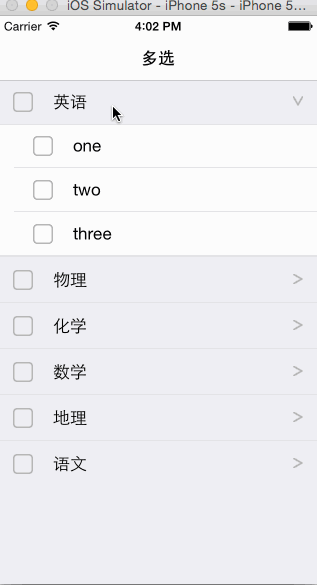 iOS Simulator - iPhone 5s - iPhone 5...
Carrier 4:02 PM
多选
英语
one
two
three
物理
化学
数学
地理
语文